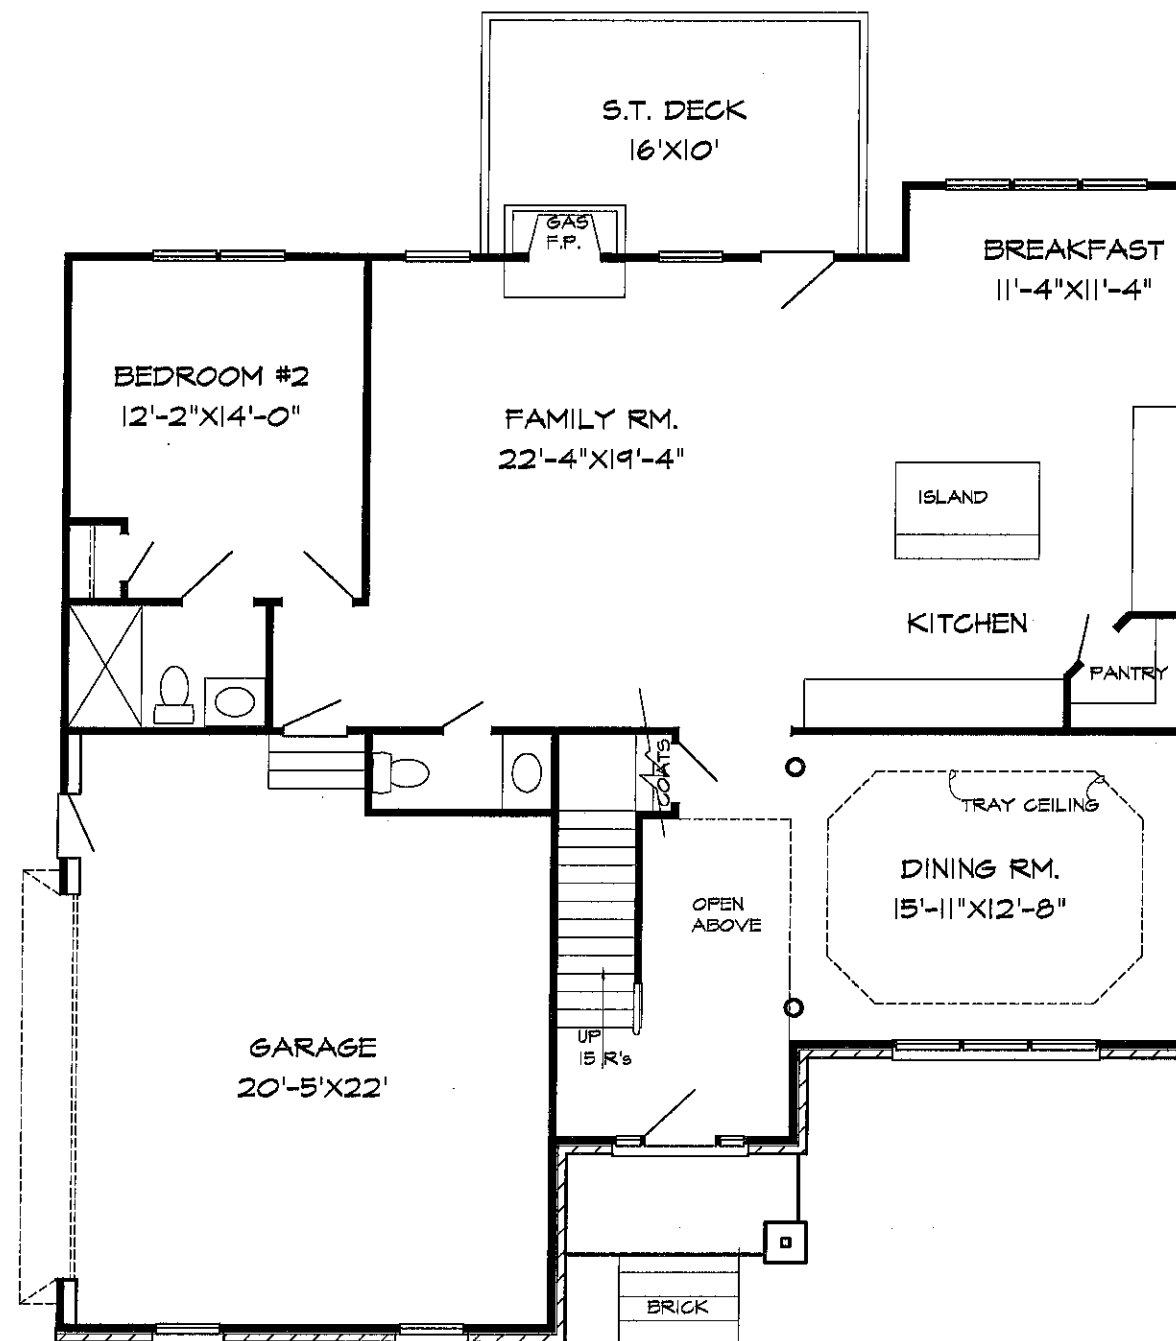 S.T. DECK
16'X10'
GAS
F.P.
BREAKFAST
11'-4"X11'-4"
BEDROOM #2
12'-2"X14'-0"
FAMILY RM.
22'-4"X19'-4"
ISLAND
KITCHEN
PANTRY
COATS
TRAY CEILING
DINING RM.
15'-11"X12'-8"
OPEN
ABOVE
UP
15 R's
GARAGE
20'-5'X22'
BRICK